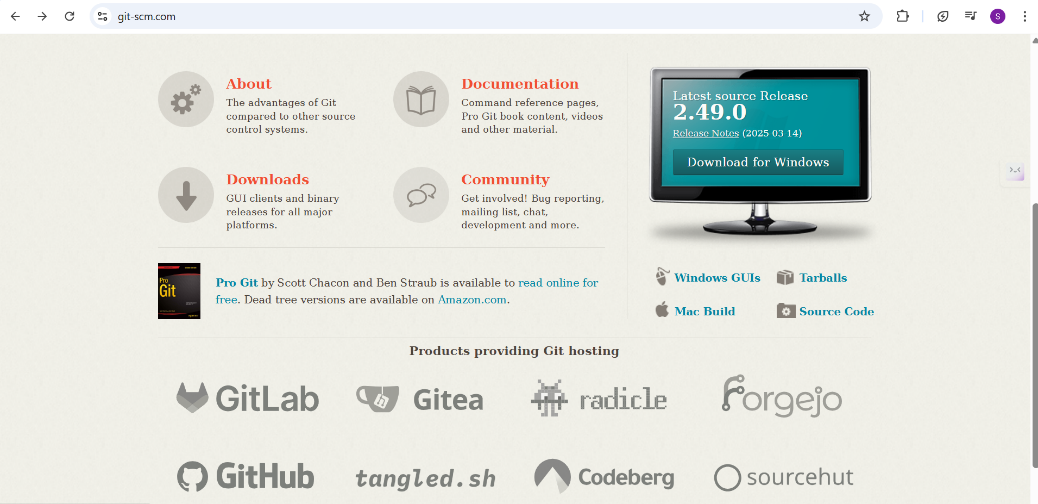 git-scm.com
S
About
The advantages of Git
compared to other source
control systems.
Documentation
Command reference pages,
Pro Git book content, videos
and other material.
Downloads
GUI clients and binary
releases for all major
platforms.
Community
Get involved! Bug reporting,
mailing list, chat,
development and more.
Pro
Git
Pro Git by Scott Chacon and Ben Straub is available to read online for
free. Dead tree versions are available on Amazon.com.
Latest source Release
2.49.0
Release Notes (2025-03-14)
Download for Windows
Windows GUIs
Tarballs
Mac Build
Source Code
Products providing Git hosting
GitLab
Gitea
radicle
forgejo
GitHub
tangled.sh
Codeberg
sourcehut